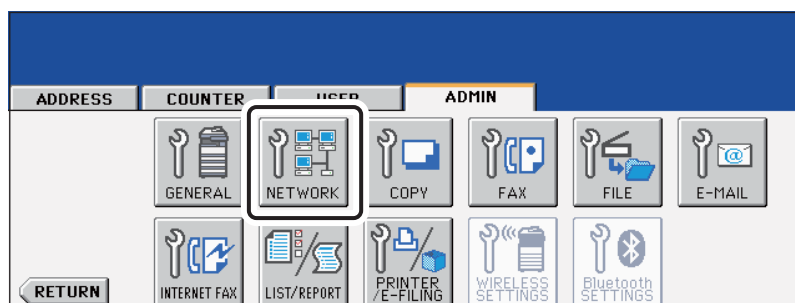 ADDRESS COUNTER USER ADMIN
GENERAL NETWORK COPY FAX FILE E-MAIL
@
INTERNET FAX LIST/REPORT PRINTER WIRELESS Bluetooth
/E-FILING SETTINGS SETTINGS
RETURN